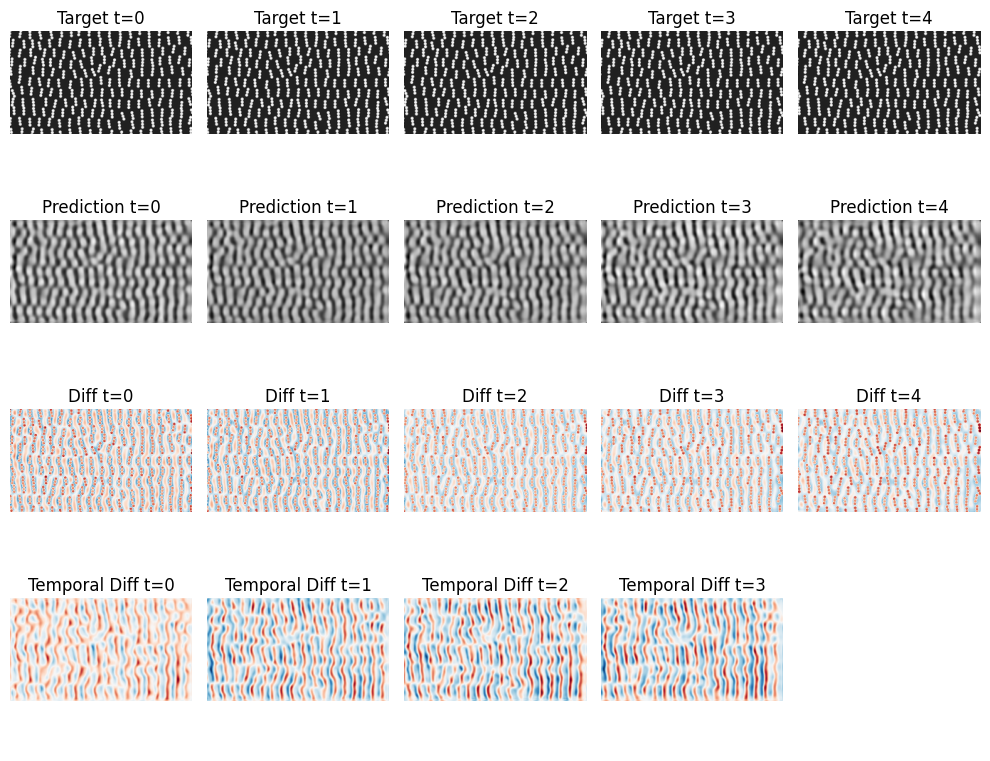 Target t=0 Target t=1 Target t=2 Target t=3 Target t=4
Prediction t=0 Prediction t=1 Prediction t=2 Prediction t=3 Prediction t=4
Diff t=0 Diff t=1 Diff t=2 Diff t=3 Diff t=4
Temporal Diff t=0 Temporal Diff t=1 Temporal Diff t=2 Temporal Diff t=3